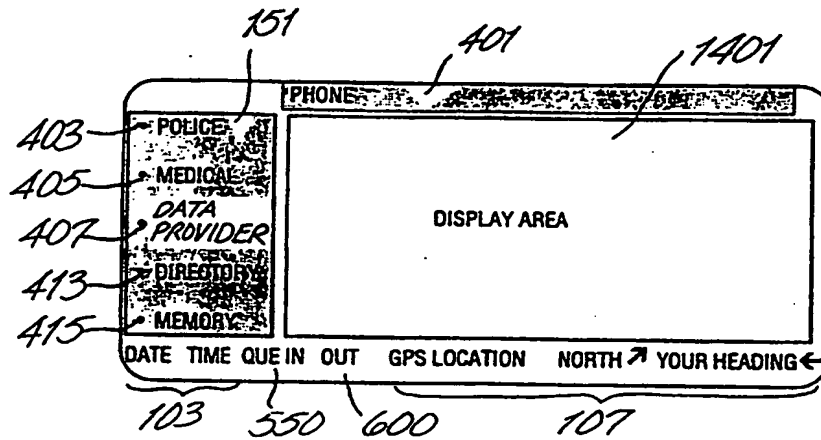 151 401 1401
PHONE
403 POLICE
405 MEDICAL
407 DATA PROVIDER
DISPLAY AREA
413 DIRECTORY
415 MEMORY
DATE TIME QUE IN OUT GPS LOCATION NORTH ↗ YOUR HEADING ←
103 550 600 107